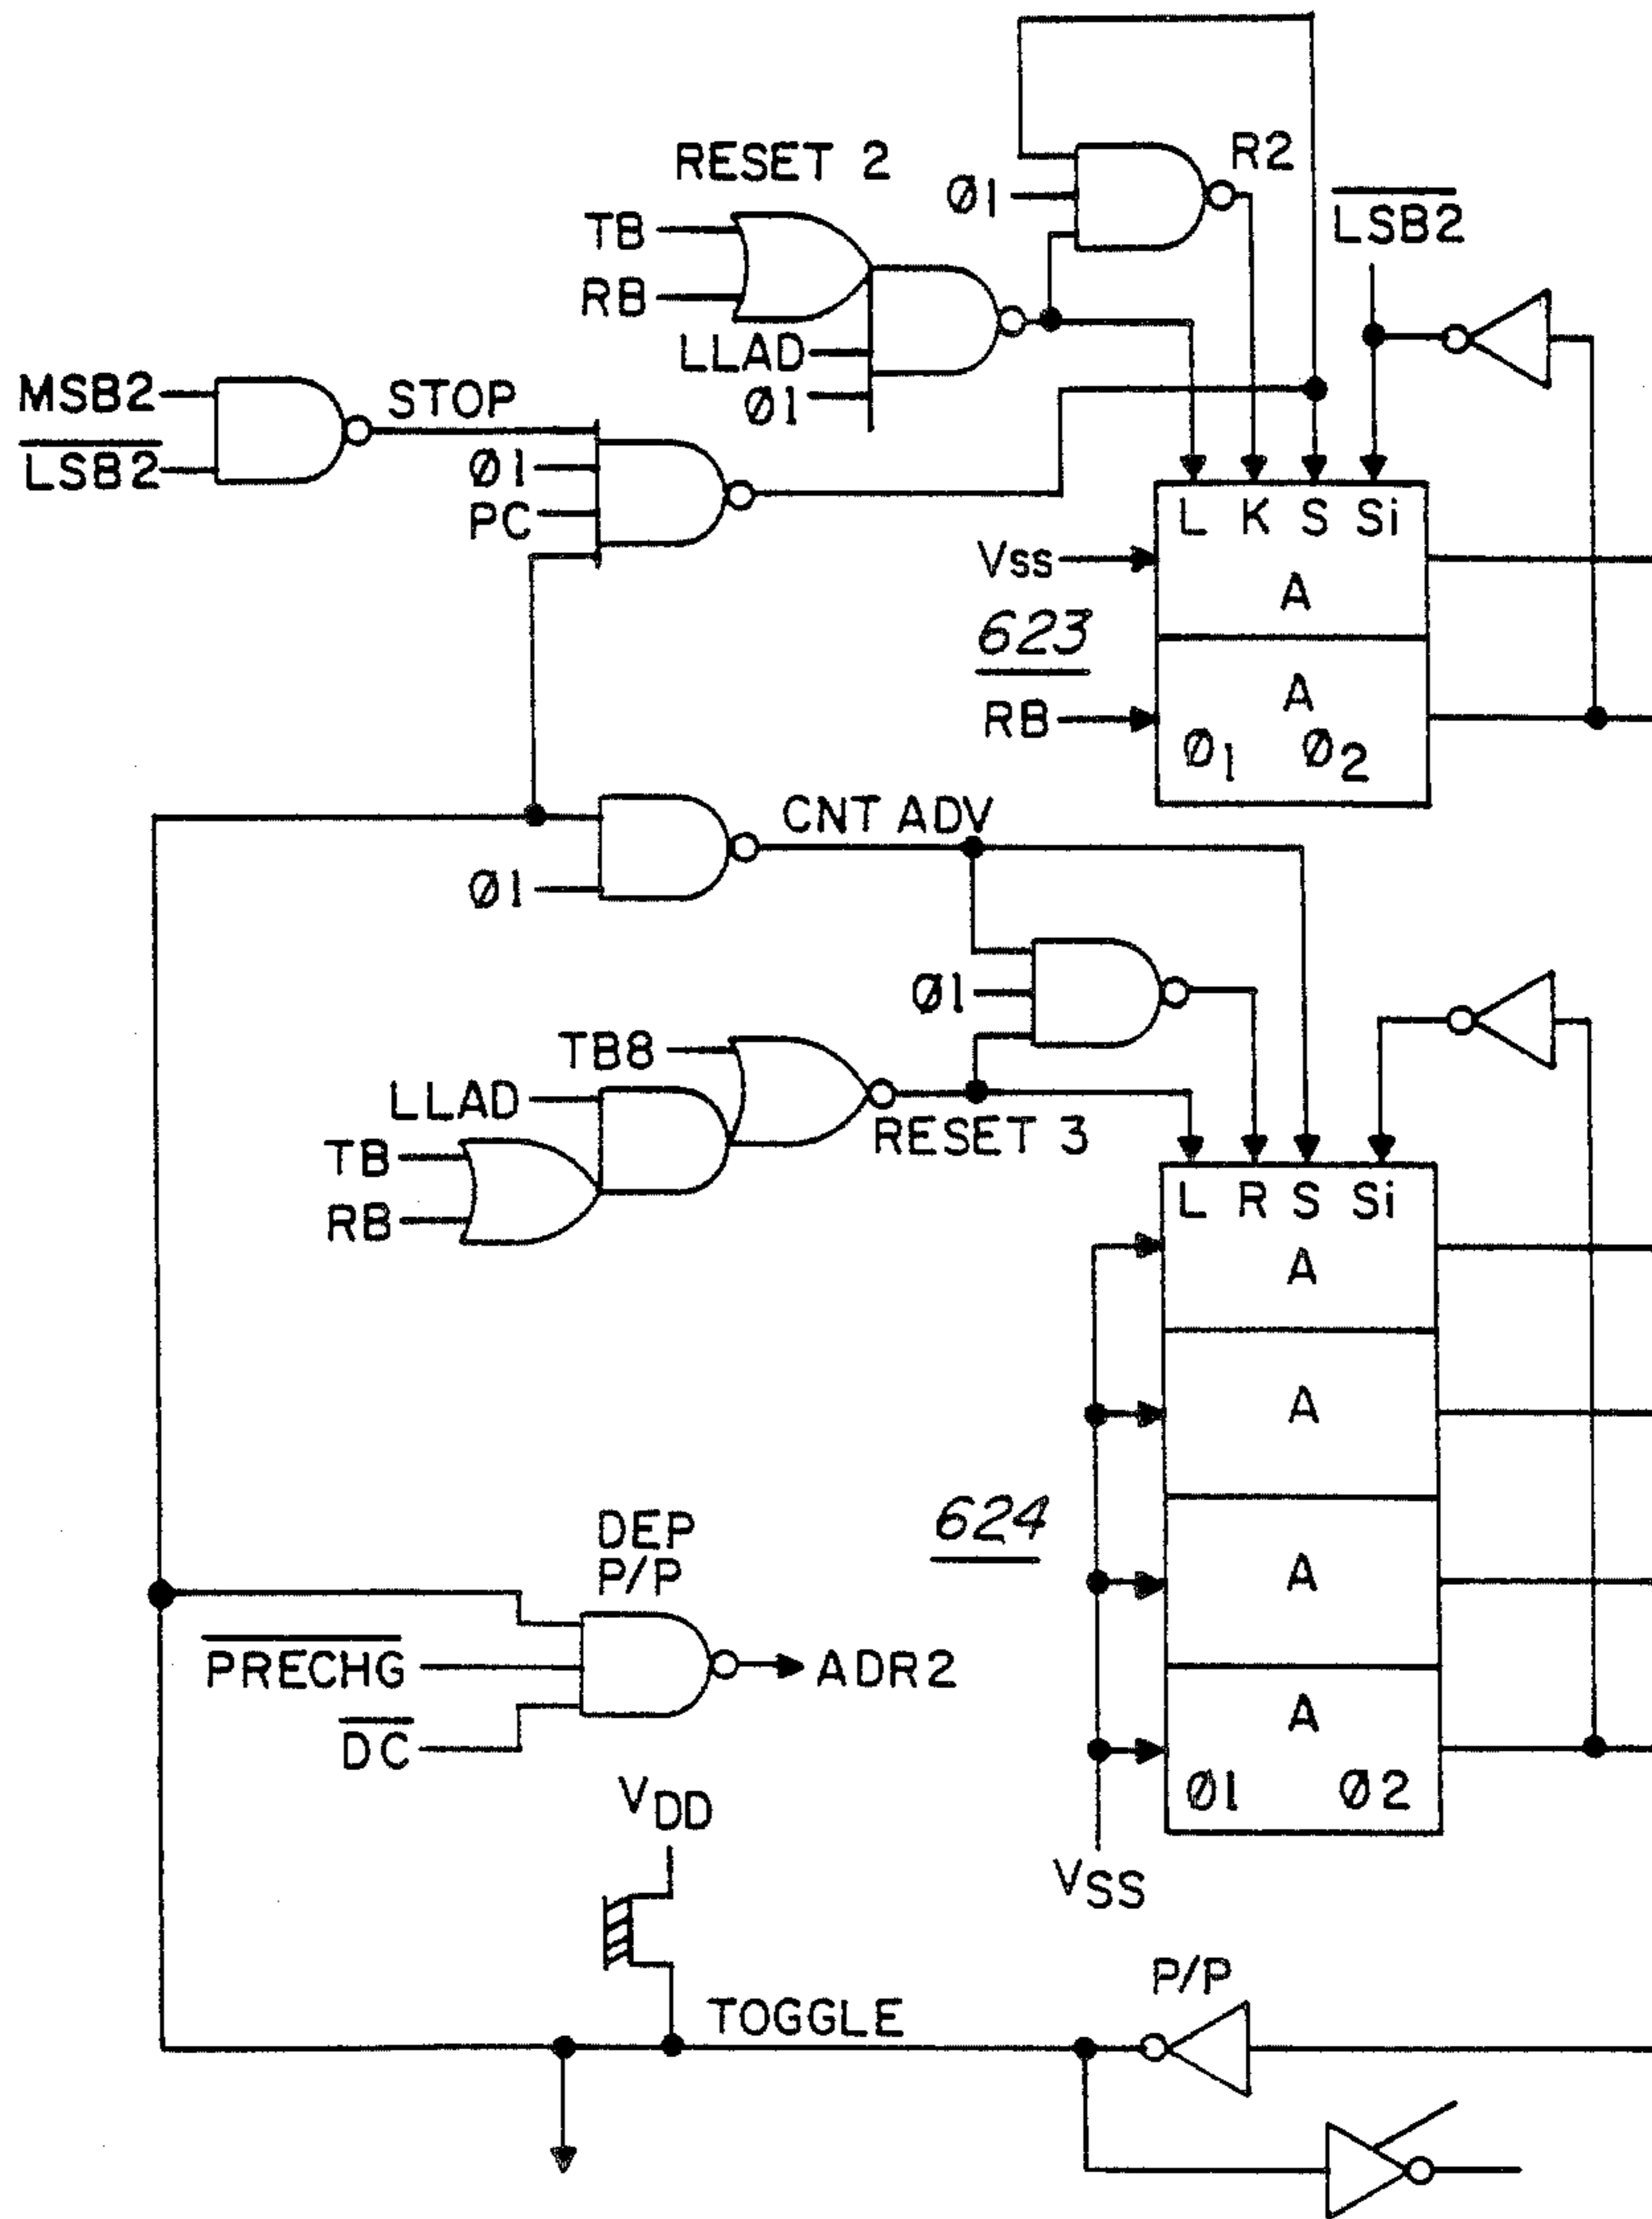 RESET 2
R2
Ø1
LSB2
TB
RB
LLAD
Ø1
MSB2
STOP
LSB2
Ø1
PC
L K S Si
Vss
A
623
RB
A
Ø1 Ø2
CNT ADV
Ø1
Ø1
TB8
LLAD
RESET 3
TB
RB
L R S Si
A
A
624
A
DEP
P/P
PRECHG
ADR2
DC
A
Ø1 Ø2
VDD
VSS
P/P
TOGGLE